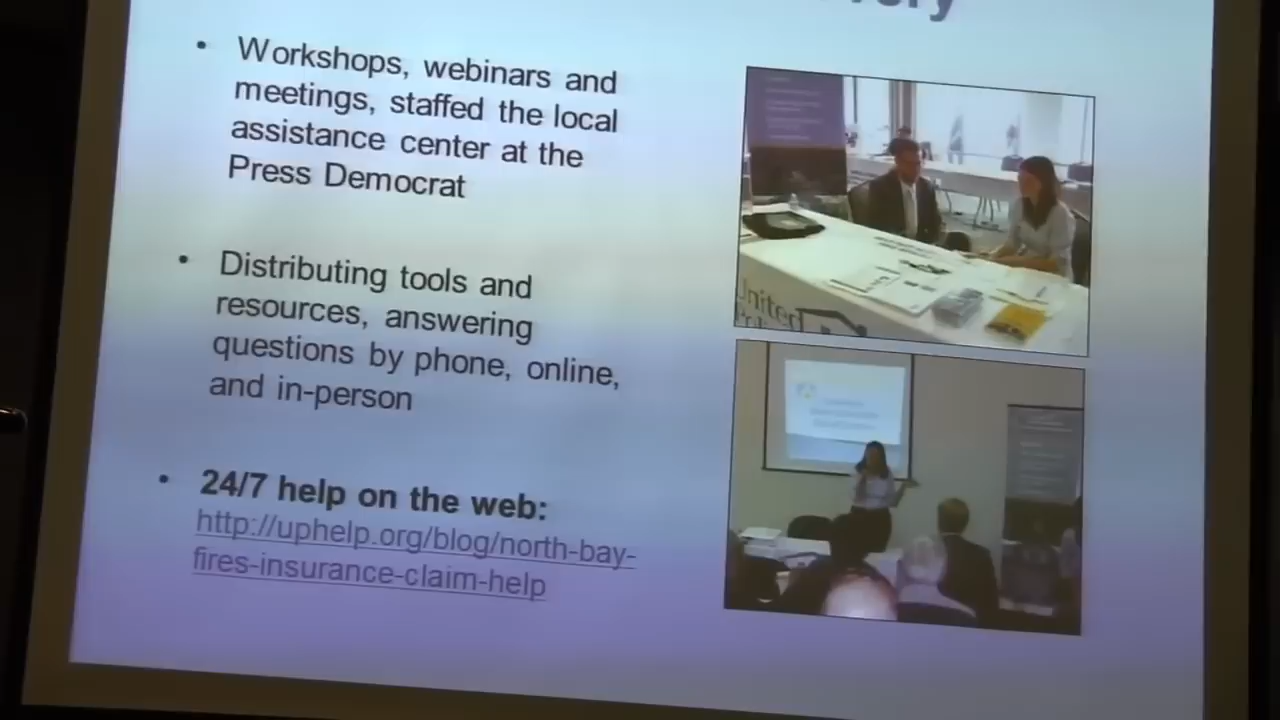 Workshops, webinars and
meetings, staffed the local
assistance center at the
Press Democrat
Distributing tools and
resources, answering
questions by phone, online,
and in-person
24/7 help on the web:
http://uphelp.org/blog/north-bay-
fires-insurance-claim-help
United